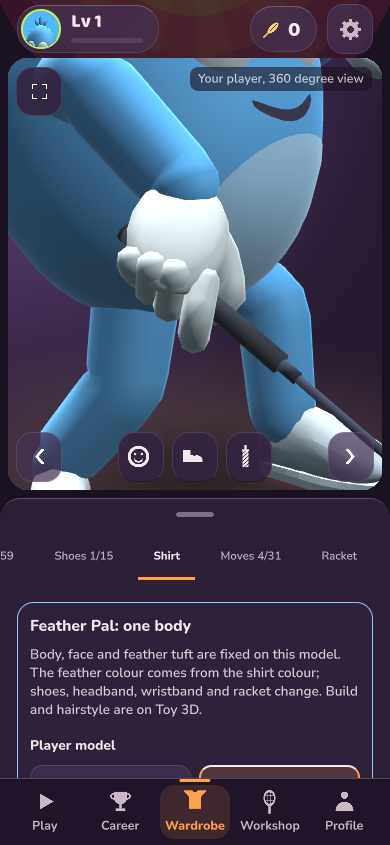 Lv 1
0
Your player, 360 degree view
59
Shoes 1/15
Shirt
Moves 4/31
Racket
Feather Pal: one body
Body, face and feather tuft are fixed on this model.
The feather colour comes from the shirt colour;
shoes, headband, wristband and racket change. Build
and hairstyle are on Toy 3D.
Player model
Play
Career
Wardrobe
Workshop
Profile